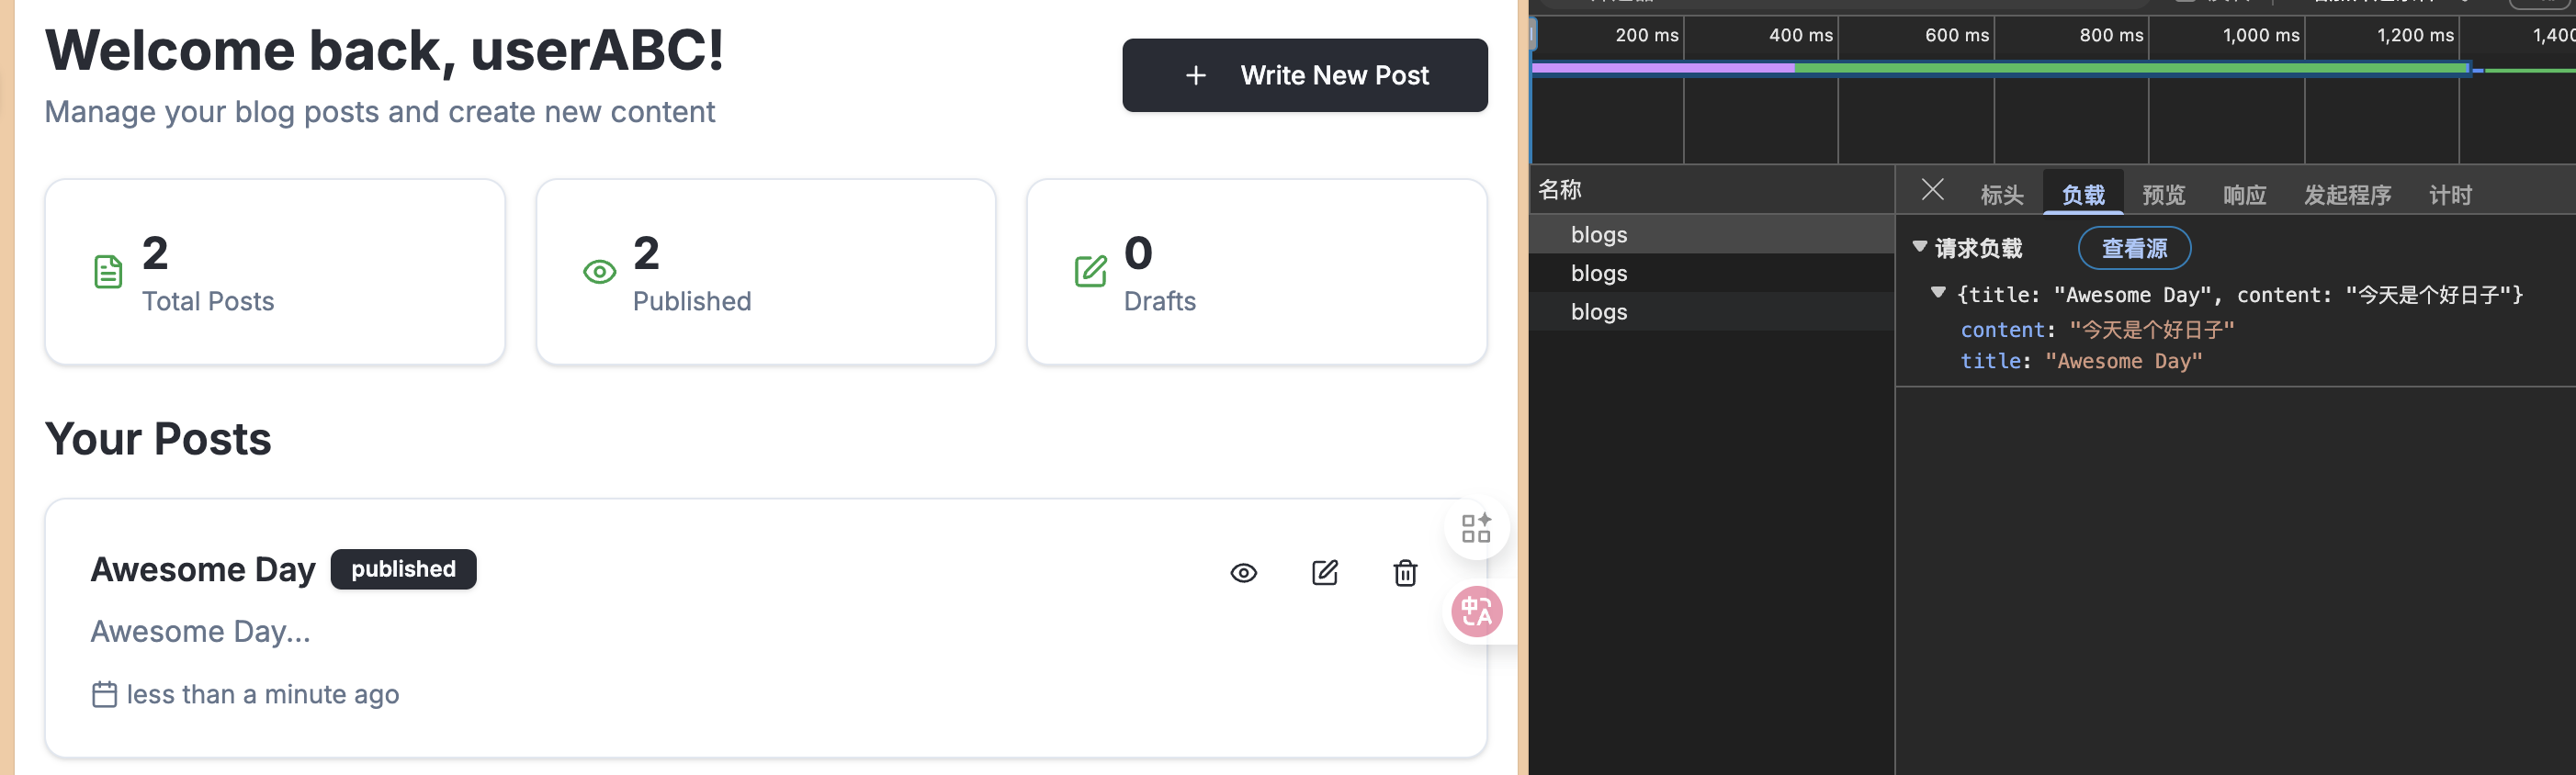 Welcome back, userABC!
Manage your blog posts and create new content
+ Write New Post
2
Total Posts
2
Published
0
Drafts
Your Posts
Awesome Day
published
Awesome Day...
less than a minute ago
中A
200 ms
400 ms
600 ms
800 ms
1,000 ms
1,200 ms
名称
blogs
blogs
blogs
标头
负载
预览
响应
发起程序
计时
请求负载
查看源
{title: "Awesome Day", content: "今天是个好日子"}
content: "今天是个好日子"
title: "Awesome Day"